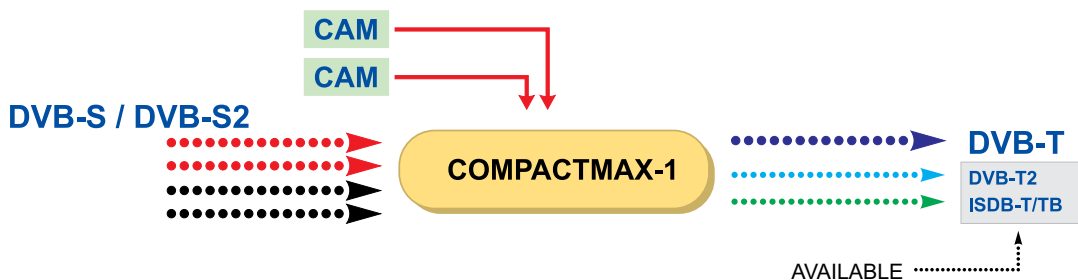 CAM
CAM
DVB-S / DVB-S2
COMPACTMAX-1
DVB-T
DVB-T2
ISDB-T/TB
AVAILABLE